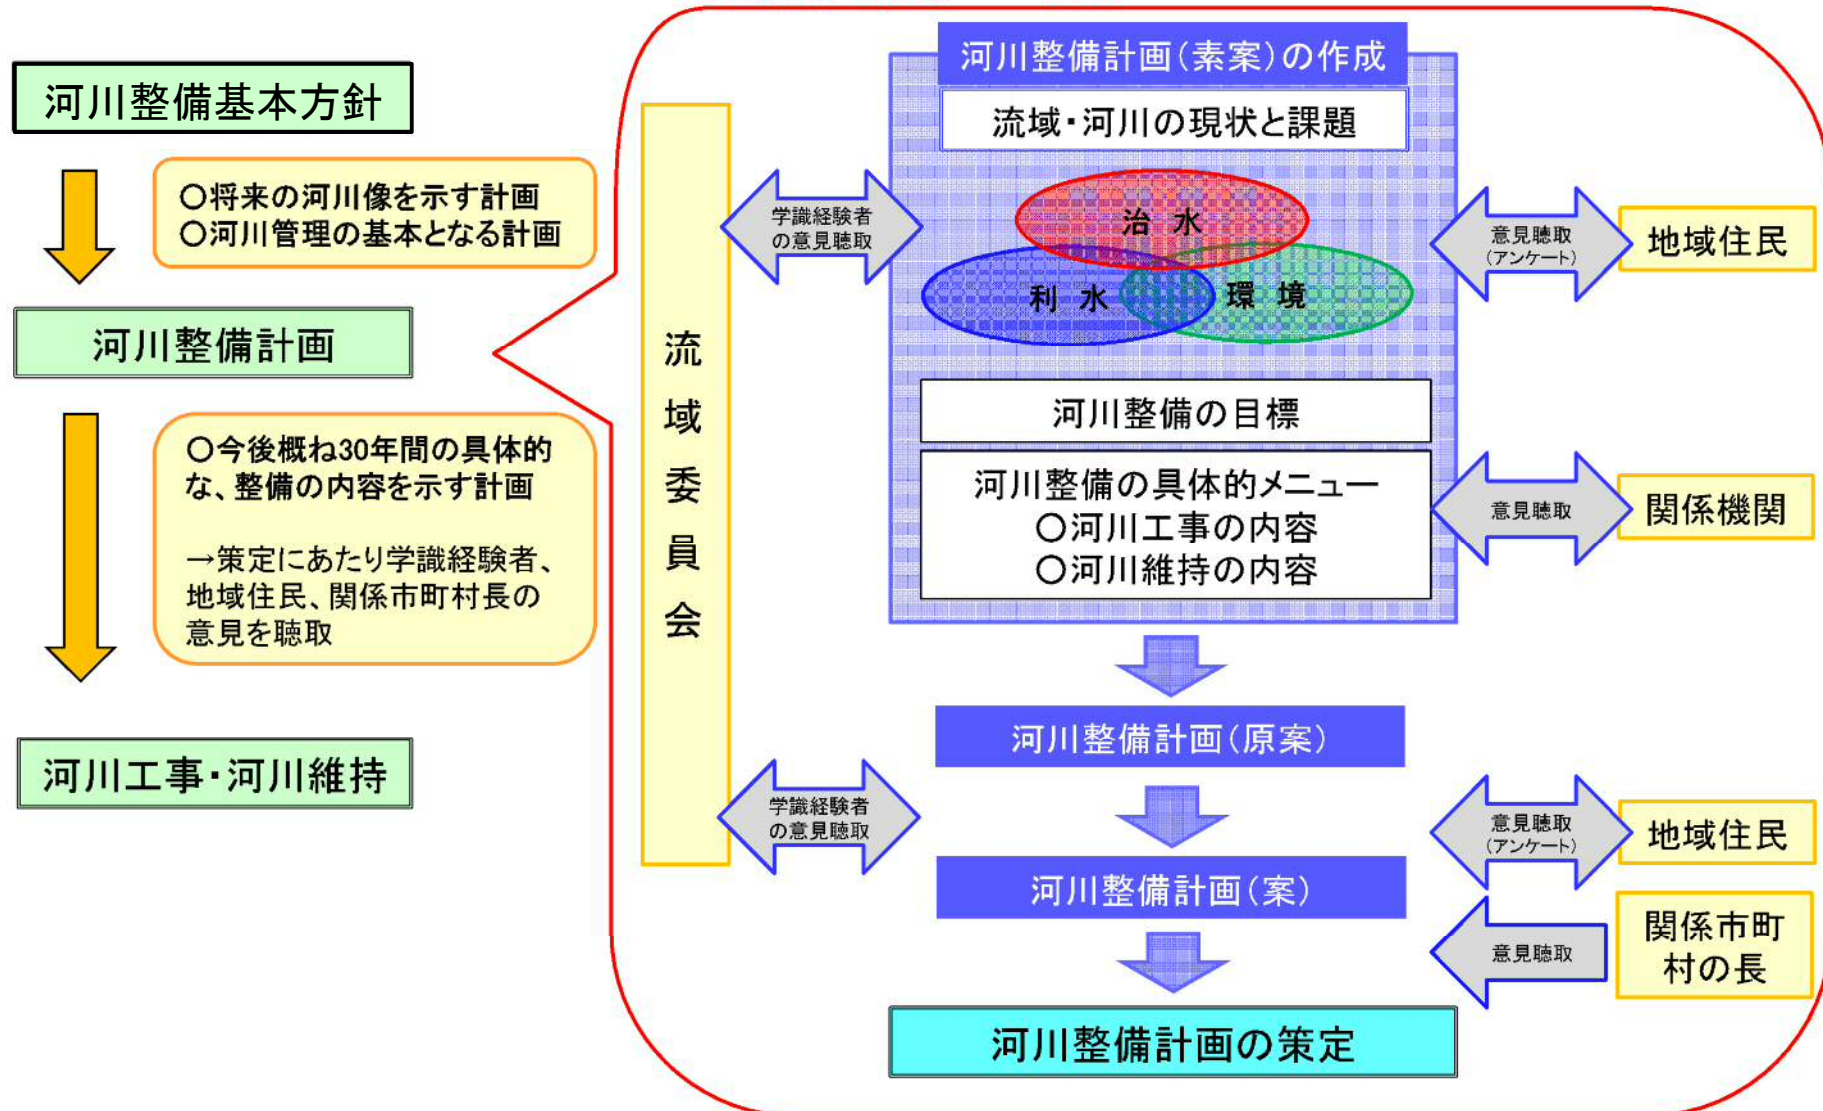 河川整備基本方針
○将来の河川像を示す計画
○河川管理の基本となる計画
河川整備計画
○今後概ね30年間の具体的
な、整備の内容を示す計画
→策定にあたり学識経験者、
地域住民、関係市町村長の
意見を聴取
河川工事・河川維持
流域委員会
学識経験者
の意見聴取
学識経験者
の意見聴取
河川整備計画(素案)の作成
流域・河川の現状と課題
治 水
利 水
環 境
河川整備の目標
河川整備の具体的メニュー
○河川工事の内容
○河川維持の内容
河川整備計画(原案)
河川整備計画(案)
河川整備計画の策定
意見聴取
(アンケート)
地域住民
意見聴取
関係機関
意見聴取
(アンケート)
地域住民
意見聴取
関係市町
村の長